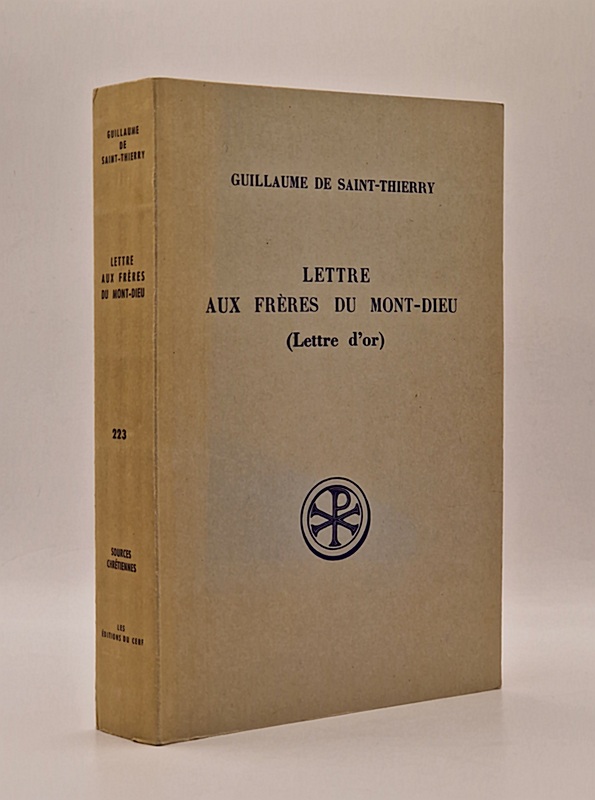 GUILLAUME
DE
SAINT-THIERRY
LETTRE
AUX FRÈRES
DU MONT-DIEU
223
SOURCES
CHRÉTIENNES
LES
ÉDITIONS DU CERF
GUILLAUME DE SAINT-THIERRY
LETTRE
AUX FRÈRES DU MONT-DIEU
(Lettre d'or)